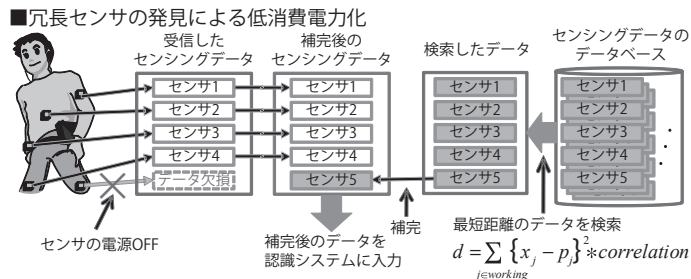 ■冗長センサの発見による低消費電力化
受信した
センシングデータ
センサ1
センサ2
センサ3
センサ4
データ欠損
センサの電源OFF
補完後の
センシングデータ
センサ1
センサ2
センサ3
センサ4
センサ5
補完後のデータを
認識システムに入力
検索したデータ
センサ1
センサ2
センサ3
センサ4
センサ5
補完
センシングデータの
データベース
センサ1
センサ2
センサ3
センサ4
センサ5
最短距離のデータを検索
d = ∑ {x_j − p_j}^2 * correlation
j∈working